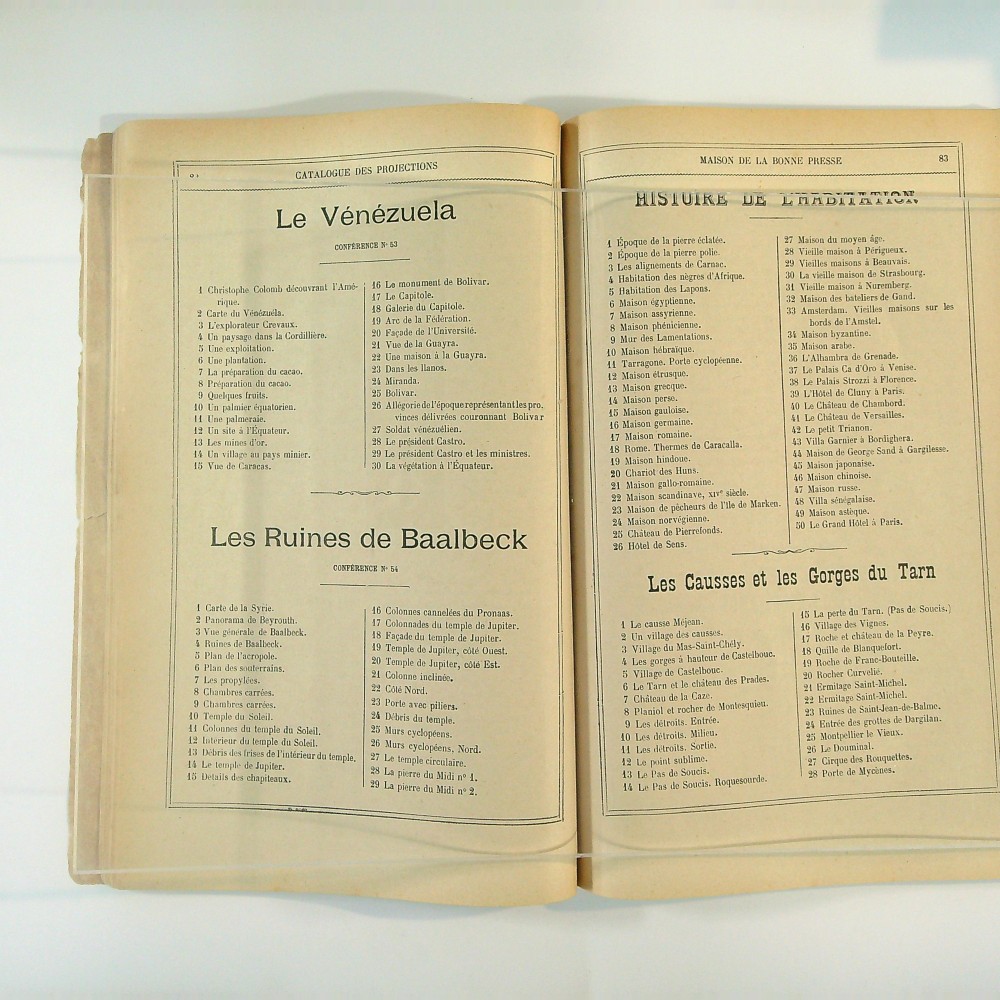 CATALOGUE DES PROJECTIONS
Le Vénézuela
CONFÉRENCE No 53
1 Christophe Colomb découvrant l'Amé-
rique.
2 Carte du Vénézuela.
3 L'explorateur Crevaux.
4 Un paysage dans la Cordillière.
5 Une exploitation.
6 Une plantation.
7 La préparation du cacao.
8 Préparation du cacao.
9 Quelques fruits.
10 Un palmier équatorien.
11 Une palmeraie.
12 Un site à l'Équateur.
13 Les mines d'or.
14 Un village au pays minier.
15 Vue de Caracas.
16 Le monument de Bolivar.
17 Le Capitole.
18 Galerie du Capitole.
19 Arc de la Fédération.
20 Façade de l'Université.
21 Vue de la Guayra.
22 Une maison à la Guayra.
23 Dans les llanos.
24 Miranda.
25 Bolivar.
26 Allégorie de l'époque représentant les pro-
vinces délivrées couronnant Bolivar
27 Soldat vénézuélien.
28 Le président Castro.
29 Le président Castro et les ministres.
30 La végétation à l'Équateur.
Les Ruines de Baalbeck
CONFÉRENCE No 54
1 Carte de la Syrie.
2 Panorama de Beyrouth.
3 Vue générale de Baalbeck.
4 Ruines de Baalbeck.
5 Plan de l'acropole.
6 Plan des souterrains.
7 Les propylées.
8 Chambres carrées.
9 Chambres carrées.
10 Temple du Soleil.
11 Colonnes du temple du Soleil.
12 Intérieur du temple du Soleil.
13 Débris des frises de l'intérieur du temple.
14 Le temple de Jupiter.
15 Détails des chapiteaux.
16 Colonnes cannelées du Pronaas.
17 Colonnades du temple de Jupiter.
18 Façade du temple de Jupiter.
19 Temple de Jupiter, côté Ouest.
20 Temple de Jupiter, côté Est.
21 Colonne inclinée.
22 Côté Nord.
23 Porte avec piliers.
24 Débris du temple.
25 Murs cyclopéens.
26 Murs cyclopéens, Nord.
27 Le temple circulaire.
28 La pierre du Midi no 1.
29 La pierre du Midi no 2.
MAISON DE LA BONNE PRESSE 83
HISTOIRE DE L'HABITATION
1 Époque de la pierre éclatée.
2 Époque de la pierre polie.
3 Les alignements de Carnac.
4 Habitation des nègres d'Afrique.
5 Habitation des Lapons.
6 Maison égyptienne.
7 Maison assyrienne.
8 Maison phénicienne.
9 Mur des Lamentations.
10 Maison hébraïque.
11 Tarragone. Porte cyclopéenne.
12 Maison étrusque.
13 Maison grecque.
14 Maison perse.
15 Maison gauloise.
16 Maison germaine.
17 Maison romaine.
18 Rome. Thermes de Caracalla.
19 Maison hindoue.
20 Chariot des Huns.
21 Maison gallo-romaine.
22 Maison scandinave, XIVe siècle.
23 Maison de pêcheurs de l'Ile de Marken.
24 Maison norvégienne.
25 Château de Pierrefonds.
26 Hôtel de Sens.
27 Maison du moyen âge.
28 Vieille maison à Périgueux.
29 Vieilles maisons à Beauvais.
30 La vieille maison de Strasbourg.
31 Vieille maison à Nuremberg.
32 Maison des bateliers de Gand.
33 Amsterdam. Vieilles maisons sur les
bords de l'Amstel.
34 Maison byzantine.
35 Maison arabe.
36 L'Alhambra de Grenade.
37 Le Palais Ca d'Oro à Venise.
38 Le Palais Strozzi à Florence.
39 L'Hôtel de Cluny à Paris.
40 Le Château de Chambord.
41 Le Château de Versailles.
42 Le petit Trianon.
43 Villa Garnier à Bordighera.
44 Maison de George Sand à Gargilesse.
45 Maison japonaise.
46 Maison chinoise.
47 Maison russe.
48 Villa sénégalaise.
49 Maison astèque.
50 Le Grand Hôtel à Paris.
Les Causses et les Gorges du Tarn
1 Le causse Méjean.
2 Un village des causses.
3 Village du Mas-Saint-Chély.
4 Les gorges à hauteur de Castelbouc.
5 Village de Castelbouc.
6 Le Tarn et le château des Prades.
7 Château de la Caze.
8 Planiol et rocher de Montesquieu.
9 Les détroits. Entrée.
10 Les détroits. Milieu.
11 Les détroits. Sortie.
12 Le point sublime.
13 Le Pas de Soucis.
14 Le Pas de Soucis. Roquesourde.
15 La perte du Tarn. (Pas de Soucis.)
16 Village des Vignes.
17 Roche et château de la Peyre.
18 Quille de Blanquefort.
19 Roche de Franc-Bouteille.
20 Rocher Curvelié.
21 Ermitage Saint-Michel.
22 Ermitage Saint-Michel.
23 Ruines de Saint-Jean-de-Balme.
24 Entrée des grottes de Dargilan.
25 Montpellier le Vieux.
26 Le Douminal.
27 Cirque des Rouquettes.
28 Porte de Mycènes.